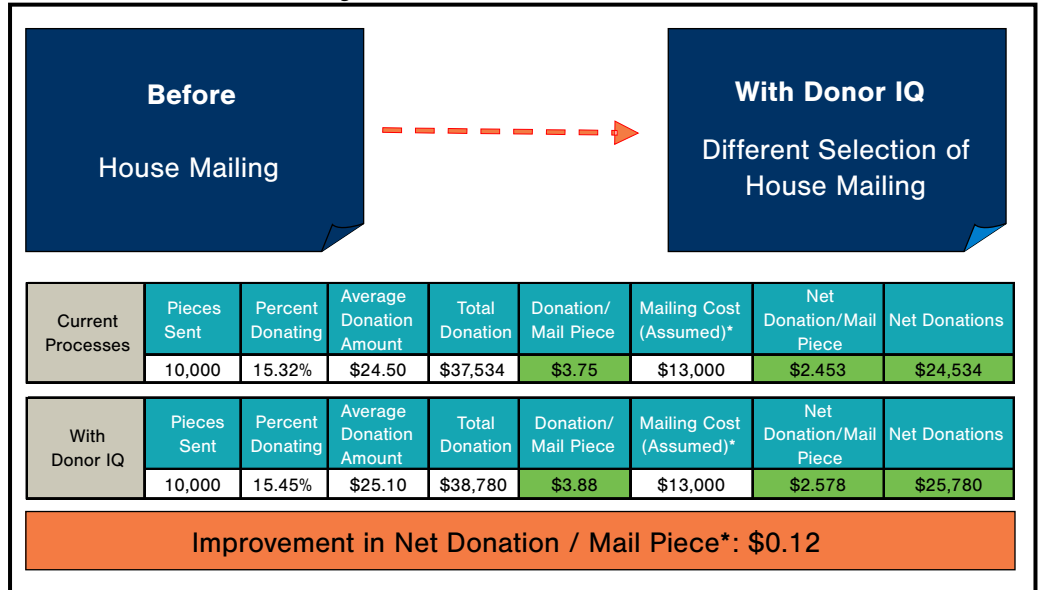 Before
House Mailing
With Donor IQ
Different Selection of
House Mailing
Current
Processes
Pieces
Sent
Percent
Donating
Average
Donation
Amount
Total
Donation
Donation/
Mail Piece
Mailing Cost
(Assumed)*
Net
Donation/Mail
Piece
Net Donations
10,000 15.32% $24.50 $37,534 $3.75 $13,000 $2.453 $24,534
With
Donor IQ
Pieces
Sent
Percent
Donating
Average
Donation
Amount
Total
Donation
Donation/
Mail Piece
Mailing Cost
(Assumed)*
Net
Donation/Mail
Piece
Net Donations
10,000 15.45% $25.10 $38,780 $3.88 $13,000 $2.578 $25,780
Improvement in Net Donation / Mail Piece*: $0.12